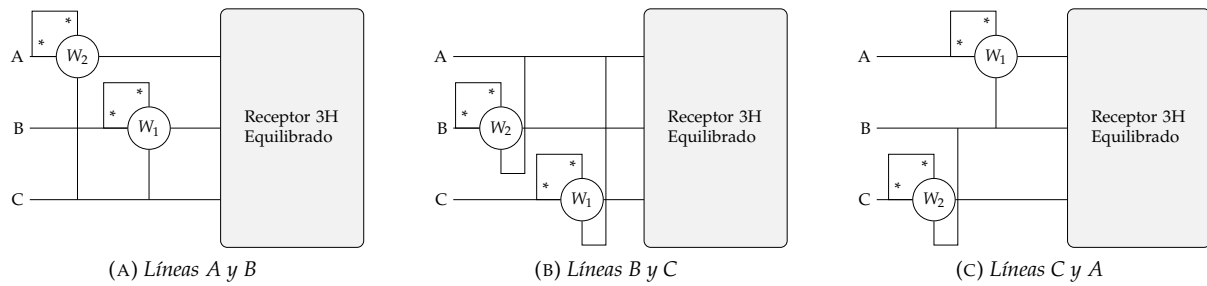 *
*
A
W₂
*
*
B
W₁
C
Receptor 3H
Equilibrado
(A) Líneas A y B
A
*
*
B
W₂
*
*
C
W₁
Receptor 3H
Equilibrado
(B) Líneas B y C
*
*
A
W₁
B
*
*
C
W₂
Receptor 3H
Equilibrado
(C) Líneas C y A